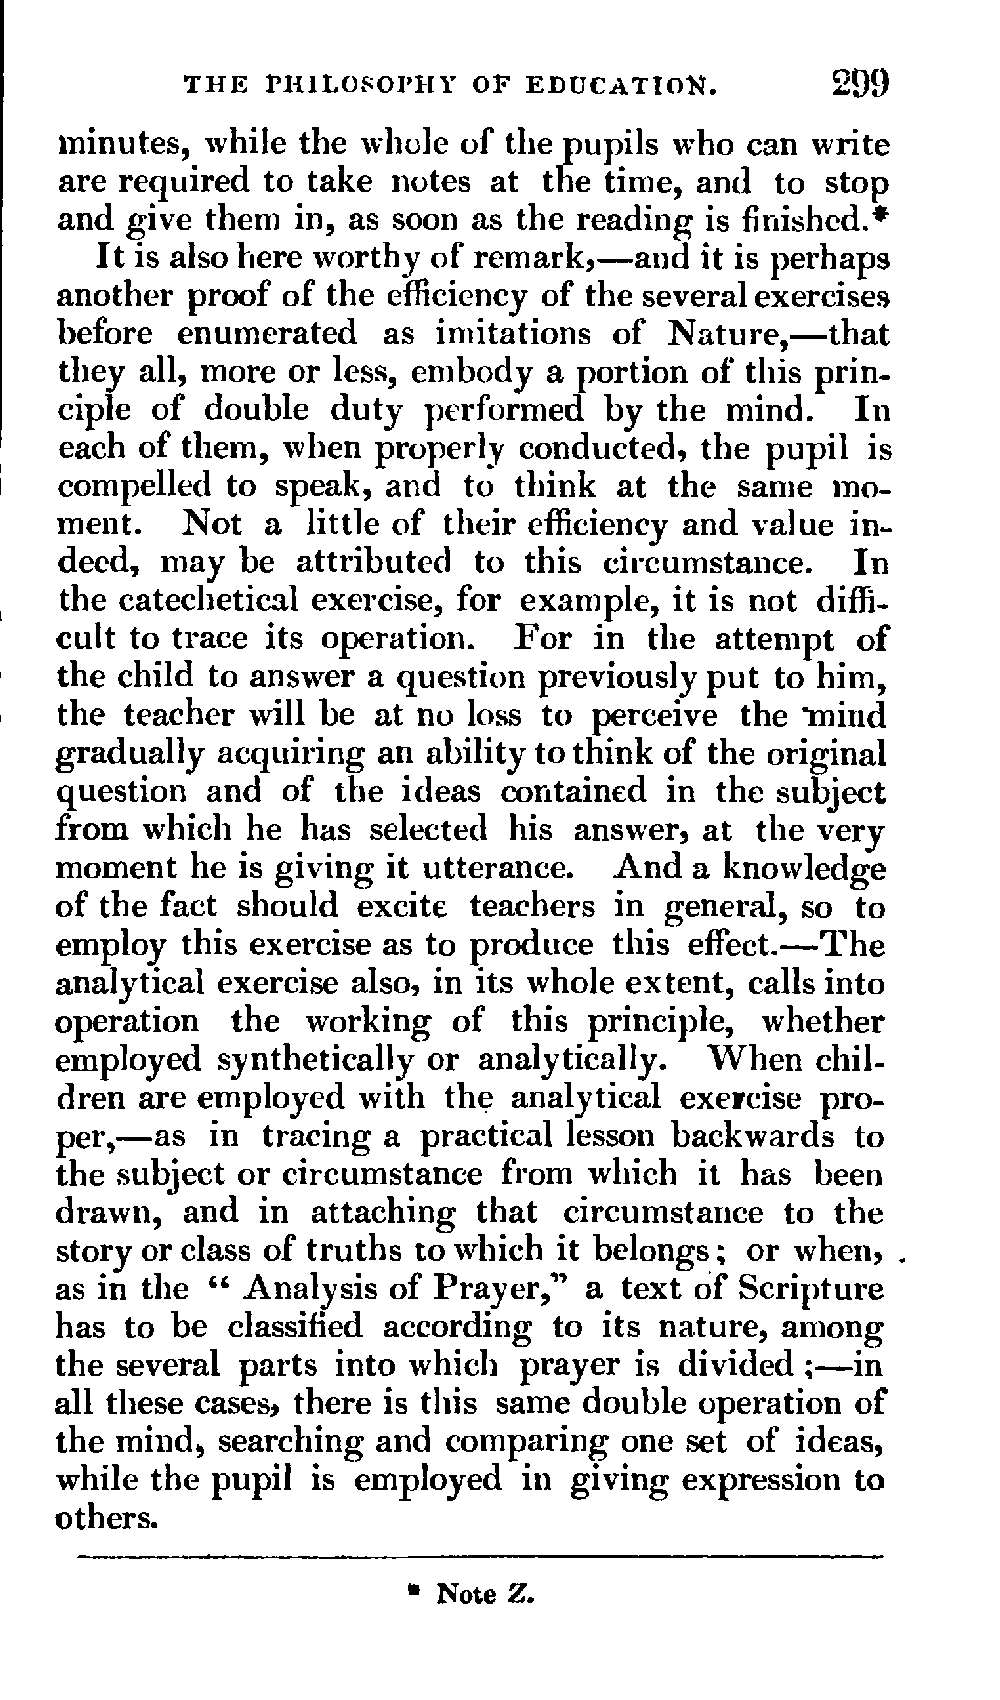 THE PHILOSOPHY OF EDUCATION. 299
minutes, while the whole of the pupils who can write
are required to take notes at the time, and to stop
and give them in, as soon as the reading is finished.*
It is also here worthy of remark,—and it is perhaps
another proof of the efficiency of the several exercises
before enumerated as imitations of Nature,—that
they all, more or less, embody a portion of this prin-
ciple of double duty performed by the mind. In
each of them, when properly conducted, the pupil is
compelled to speak, and to think at the same mo-
ment. Not a little of their efficiency and value in-
deed, may be attributed to this circumstance. In
the catechetical exercise, for example, it is not diffi-
cult to trace its operation. For in the attempt of
the child to answer a question previously put to him,
the teacher will be at no loss to perceive the mind
gradually acquiring an ability to think of the original
question and of the ideas contained in the subject
from which he has selected his answer, at the very
moment he is giving it utterance. And a knowledge
of the fact should excite teachers in general, so to
employ this exercise as to produce this effect.—The
analytical exercise also, in its whole extent, calls into
operation the working of this principle, whether
employed synthetically or analytically. When chil-
dren are employed with the analytical exercise pro-
per,—as in tracing a practical lesson backwards to
the subject or circumstance from which it has been
drawn, and in attaching that circumstance to the
story or class of truths to which it belongs; or when,
as in the “ Analysis of Prayer,” a text of Scripture
has to be classified according to its nature, among
the several parts into which prayer is divided ;—in
all these cases, there is this same double operation of
the mind, searching and comparing one set of ideas,
while the pupil is employed in giving expression to
others.
* Note Z.